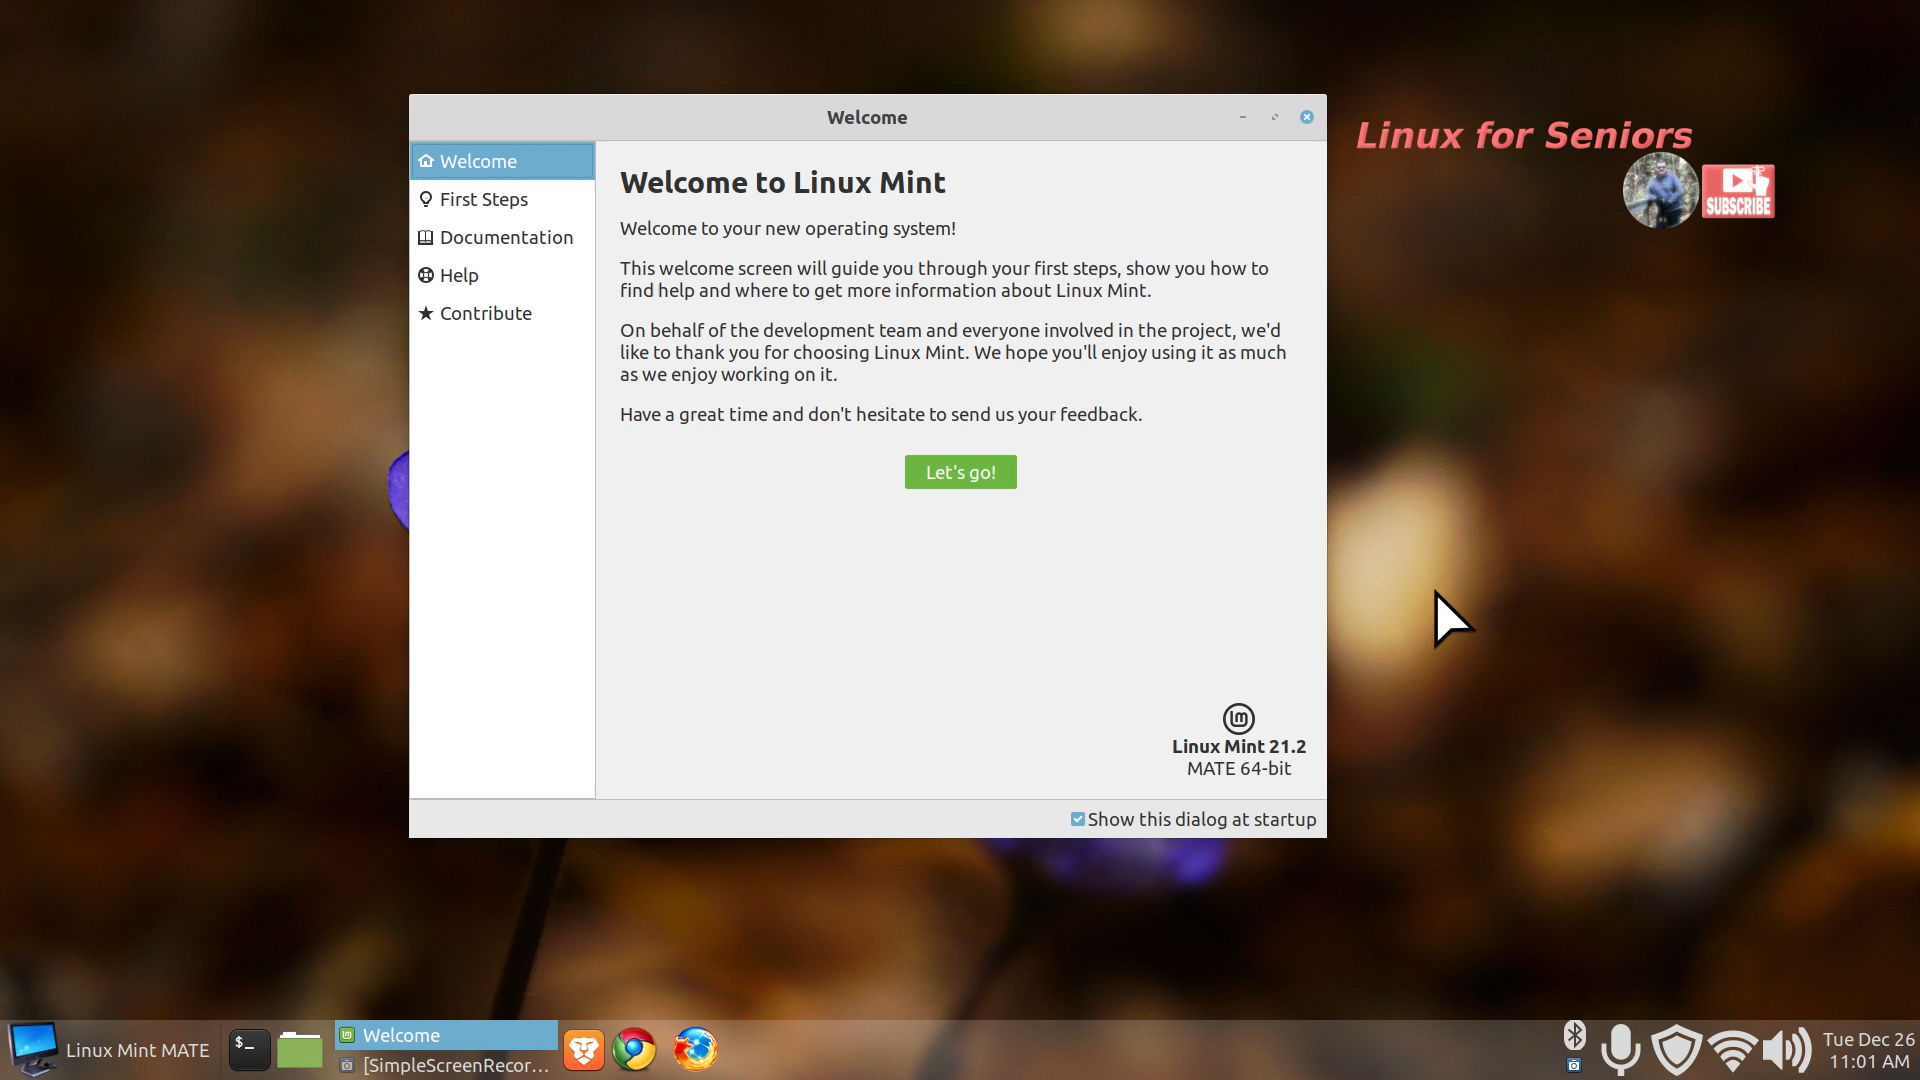 Welcome
Linux for Seniors
SUBSCRIBE
Welcome
First Steps
Documentation
Help
Contribute
Welcome to Linux Mint
Welcome to your new operating system!
This welcome screen will guide you through your first steps, show you how to
find help and where to get more information about Linux Mint.
On behalf of the development team and everyone involved in the project, we'd
like to thank you for choosing Linux Mint. We hope you'll enjoy using it as much
as we enjoy working on it.
Have a great time and don't hesitate to send us your feedback.
Let's go!
lm
Linux Mint 21.2
MATE 64-bit
Show this dialog at startup
Linux Mint MATE
$_
Welcome
[SimpleScreenRecor...
Tue Dec 26
11:01 AM